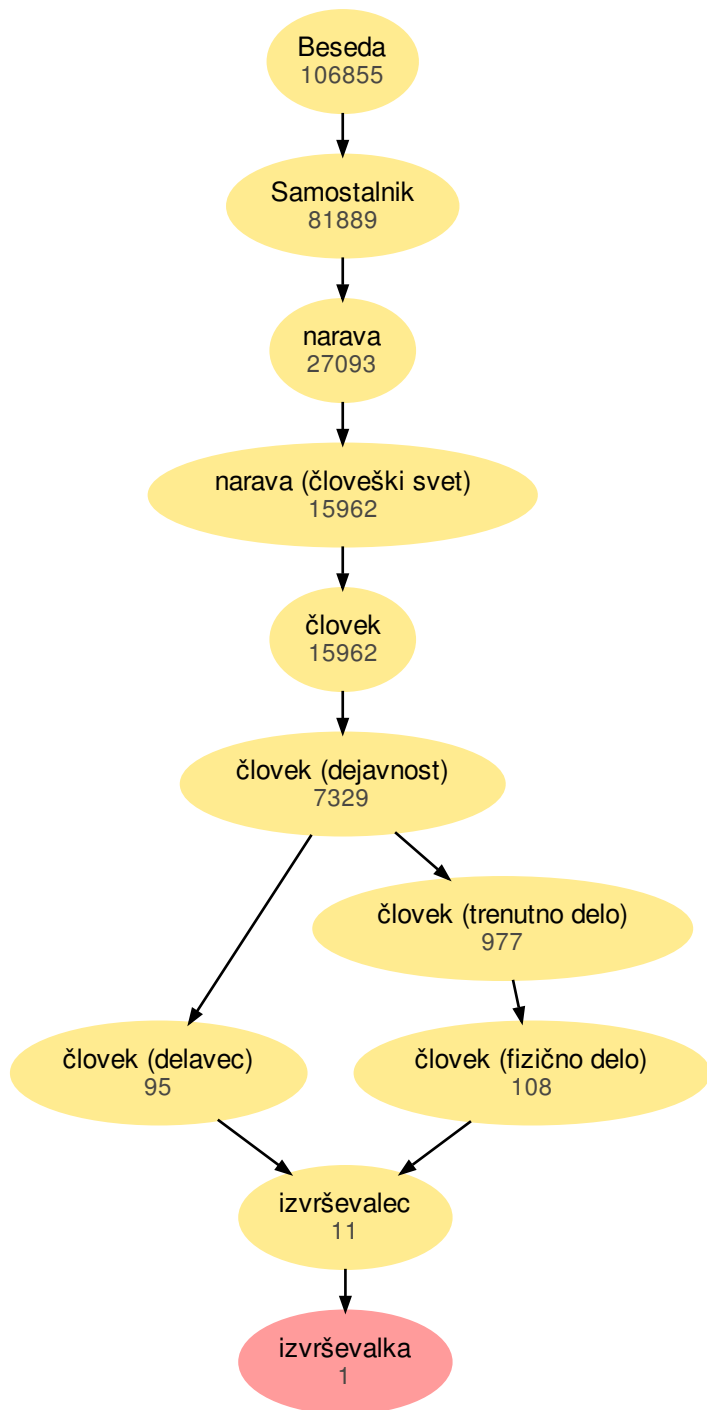 Beseda
106855
Samostalnik
81889
narava
27093
narava (človeški svet)
15962
človek
15962
človek (dejavnost)
7329
človek (trenutno delo)
977
človek (delavec)
95
človek (fizično delo)
108
izvrševalec
11
izvrševalka
1